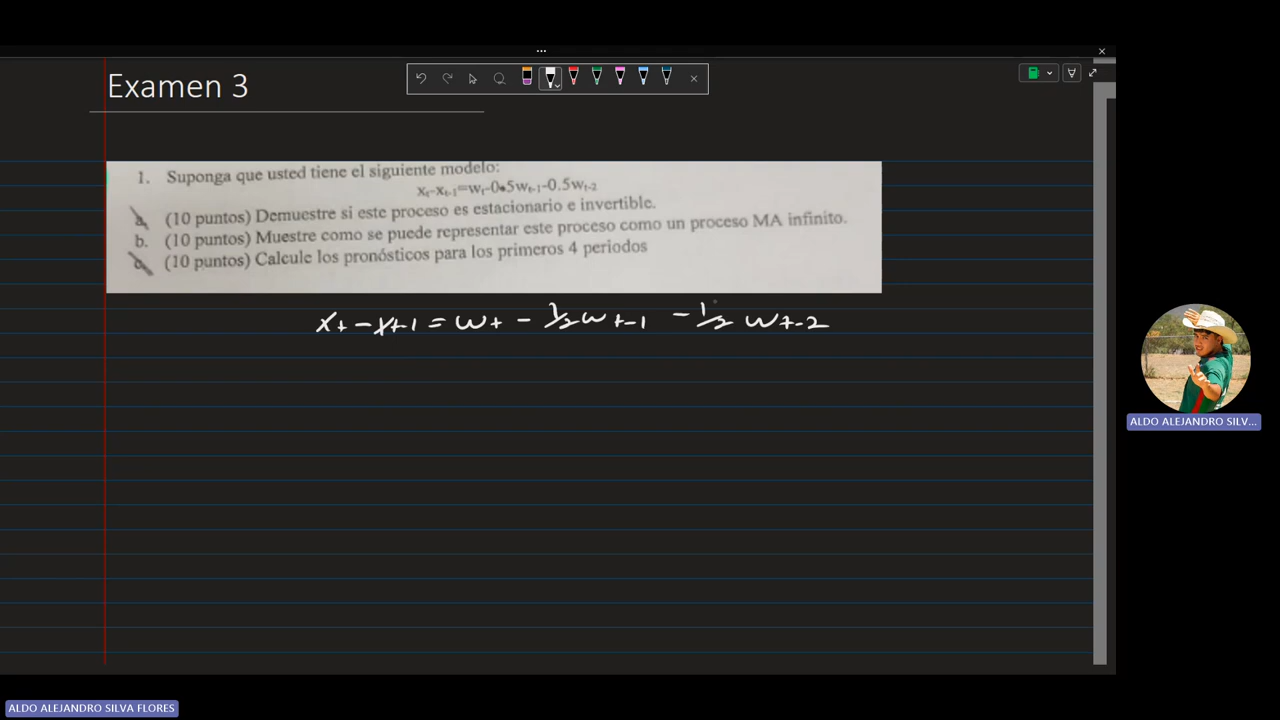 Examen 3
1. Suponga que usted tiene el siguiente modelo:
xt-xt-1=wt-0.5wt-1-0.5wt-2
a. (10 puntos) Demuestre si este proceso es estacionario e invertible.
b. (10 puntos) Muestre como se puede representar este proceso como un proceso MA infinito.
c. (10 puntos) Calcule los pronósticos para los primeros 4 periodos
xt - xt-1 = wt - 1/2 wt-1 - 1/2 wt-2
ALDO ALEJANDRO SILV...
ALDO ALEJANDRO SILVA FLORES